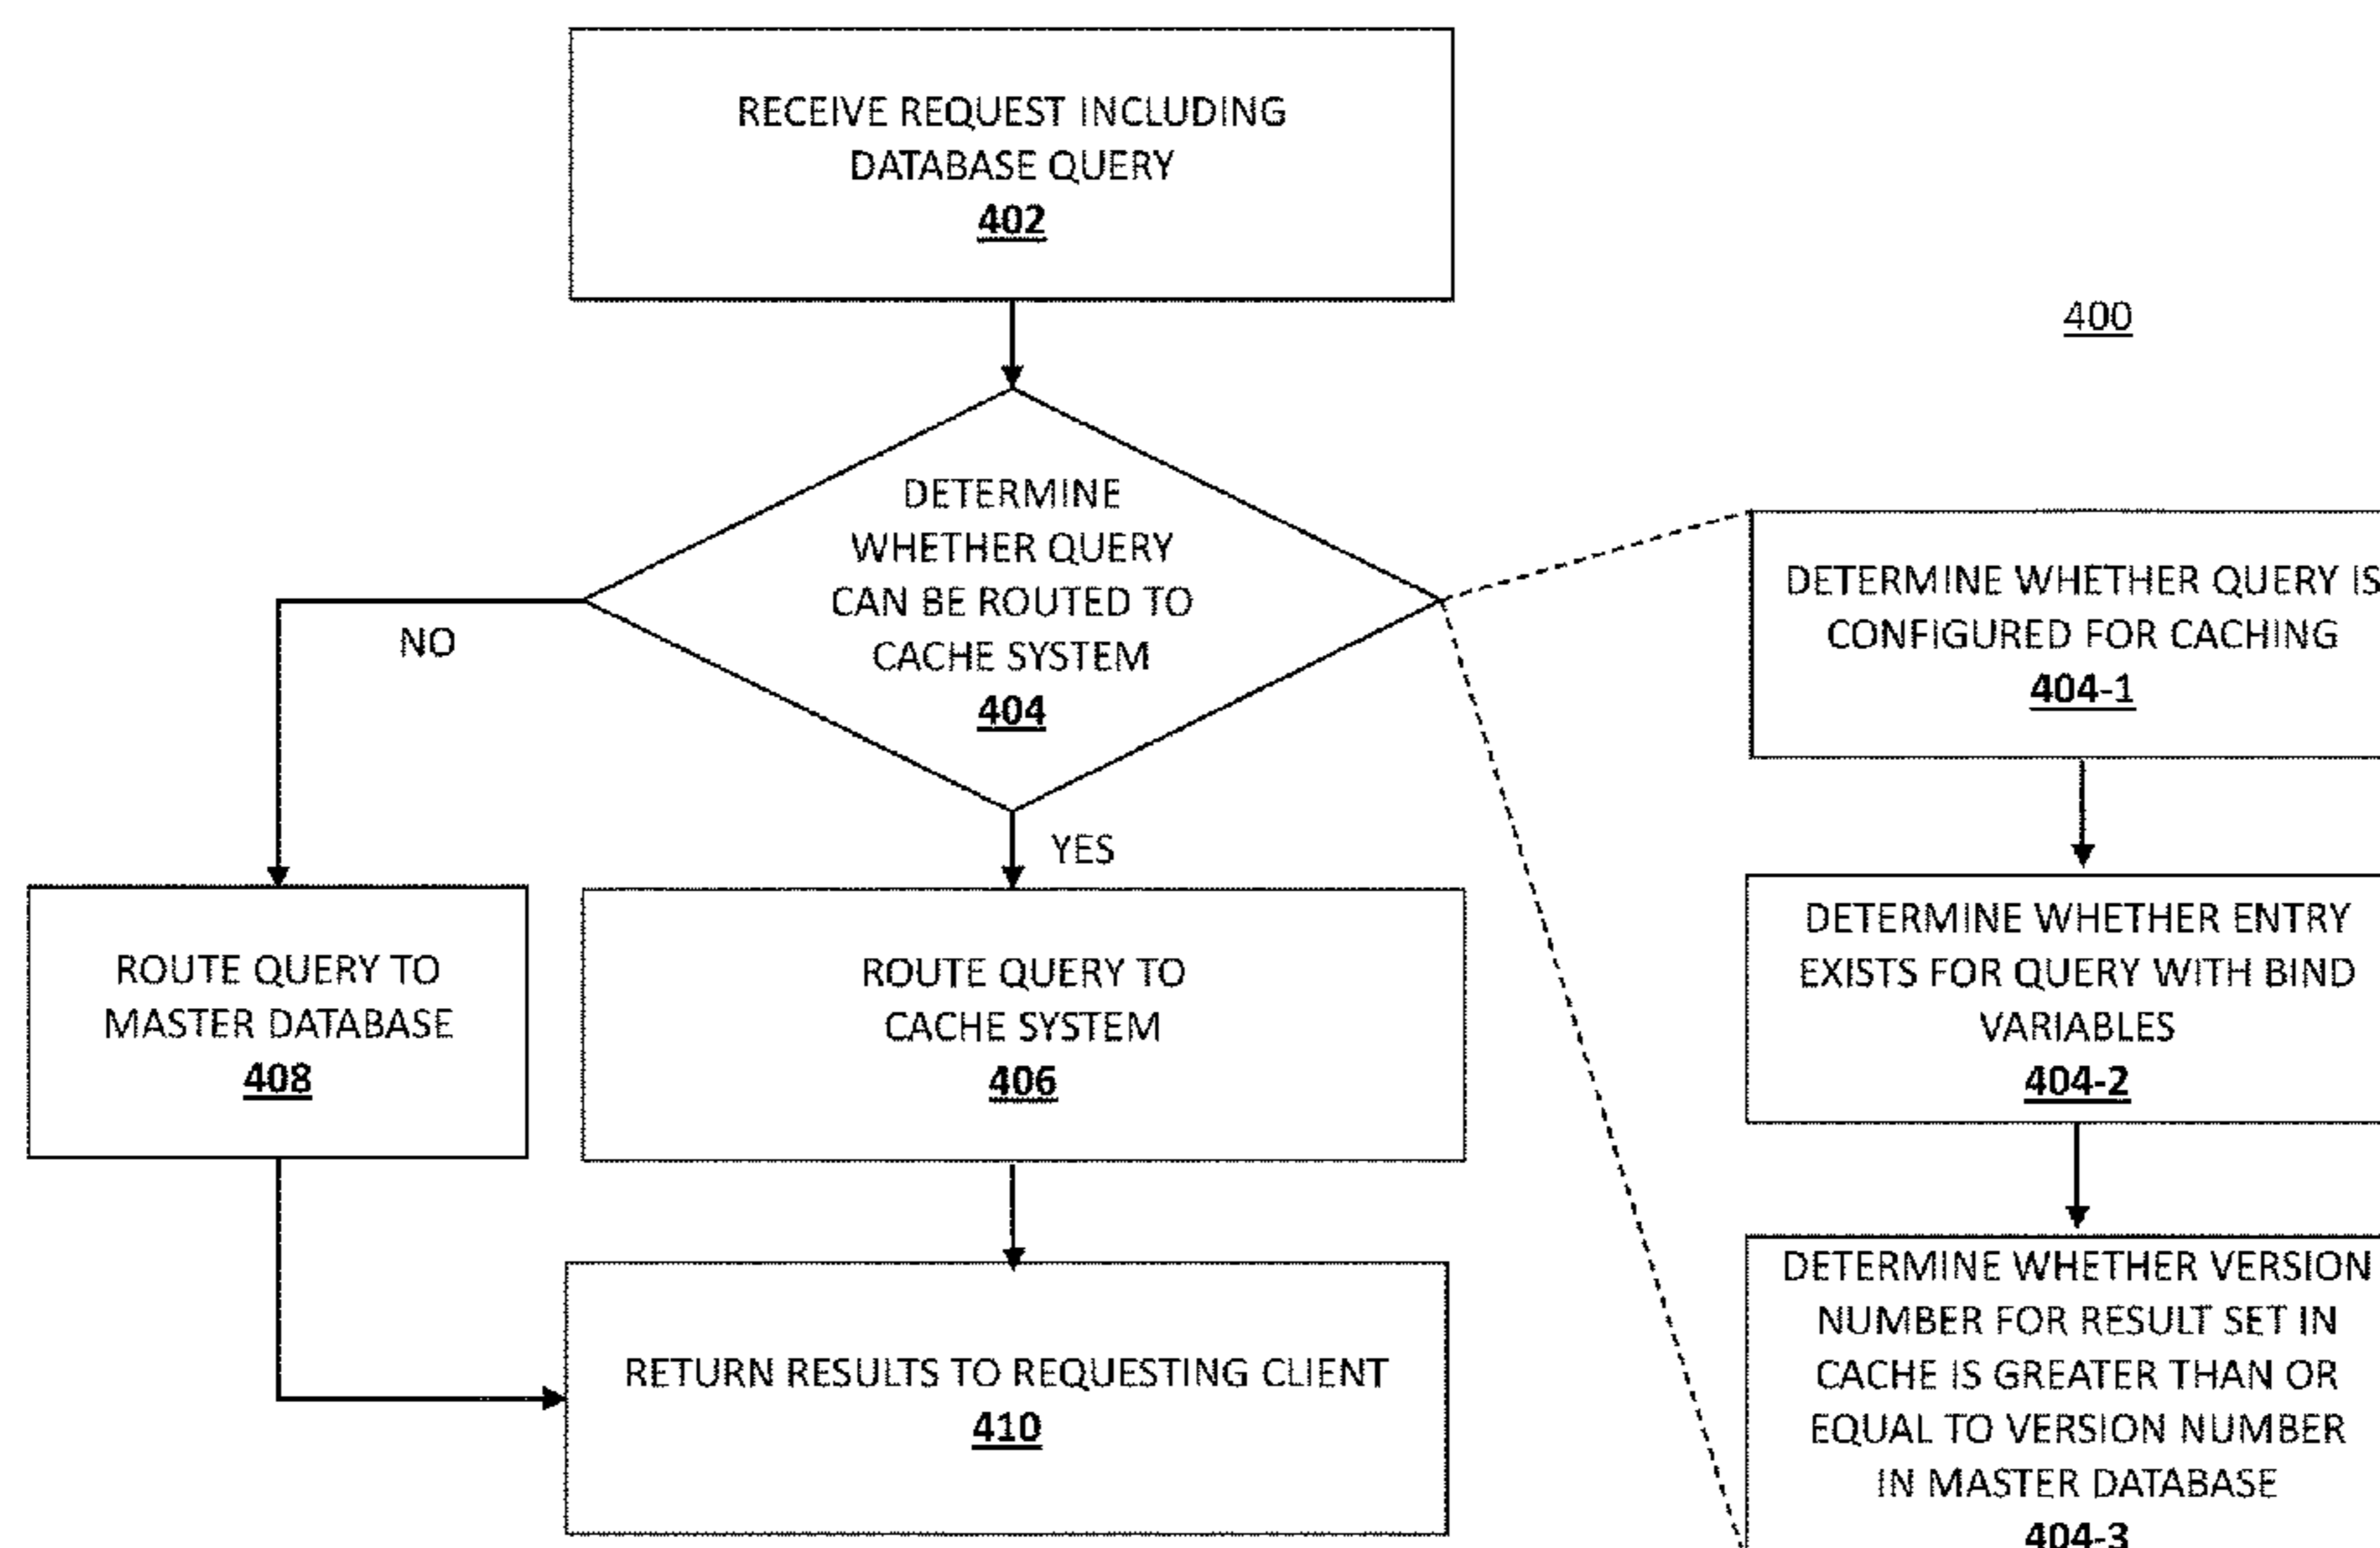 RECEIVE REQUEST INCLUDING
DATABASE QUERY
402
400
DETERMINE
WHETHER QUERY
CAN BE ROUTED TO
CACHE SYSTEM
404
NO
YES
DETERMINE WHETHER QUERY IS
CONFIGURED FOR CACHING
404-1
DETERMINE WHETHER ENTRY
EXISTS FOR QUERY WITH BIND
VARIABLES
404-2
DETERMINE WHETHER VERSION
NUMBER FOR RESULT SET IN
CACHE IS GREATER THAN OR
EQUAL TO VERSION NUMBER
IN MASTER DATABASE
404-3
ROUTE QUERY TO
MASTER DATABASE
408
ROUTE QUERY TO
CACHE SYSTEM
406
RETURN RESULTS TO REQUESTING CLIENT
410